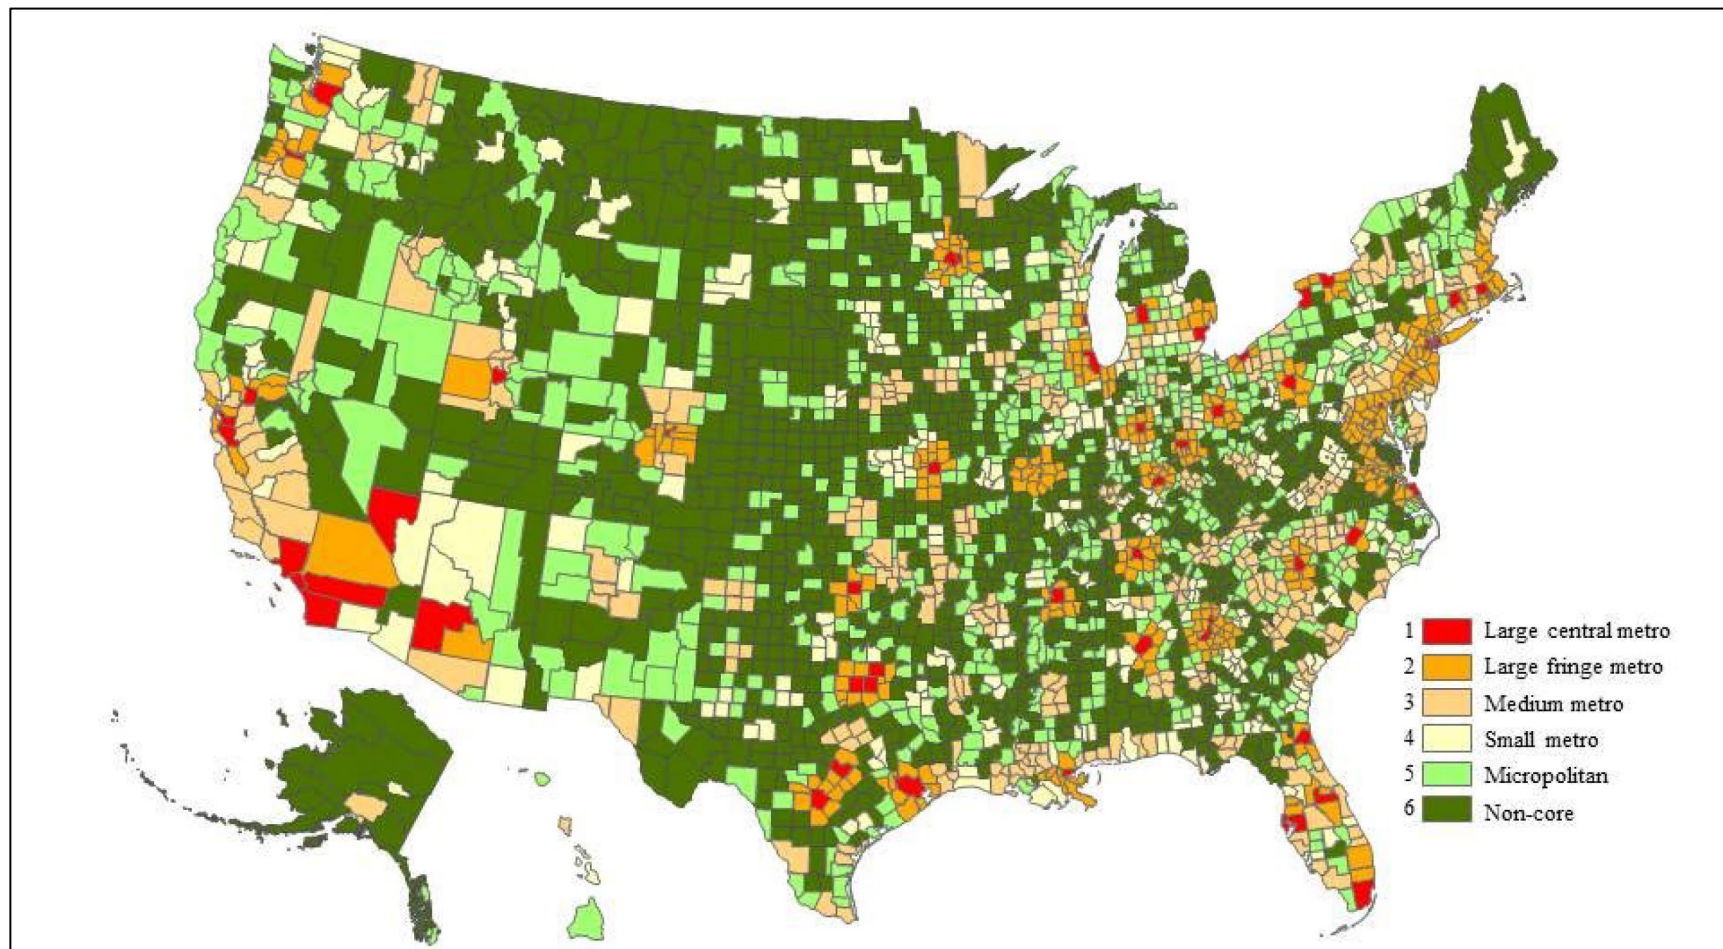 1 Large central metro
2 Large fringe metro
3 Medium metro
4 Small metro
5 Micropolitan
6 Non-core